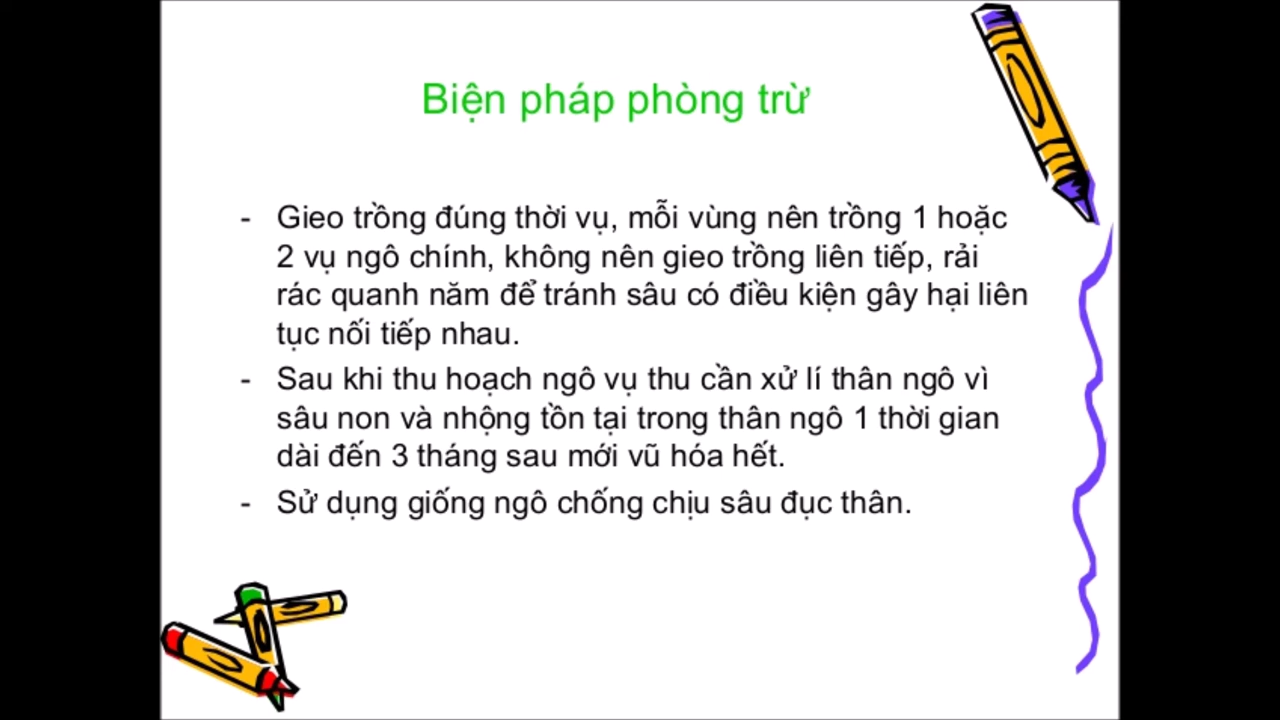 Biện pháp phòng trừ
- Gieo trồng đúng thời vụ, mỗi vùng nên trồng 1 hoặc
2 vụ ngô chính, không nên gieo trồng liên tiếp, rải
rác quanh năm để tránh sâu có điều kiện gây hại liên
tục nối tiếp nhau.
- Sau khi thu hoạch ngô vụ thu cần xử lí thân ngô vì
sâu non và nhộng tồn tại trong thân ngô 1 thời gian
dài đến 3 tháng sau mới vũ hóa hết.
- Sử dụng giống ngô chống chịu sâu đục thân.